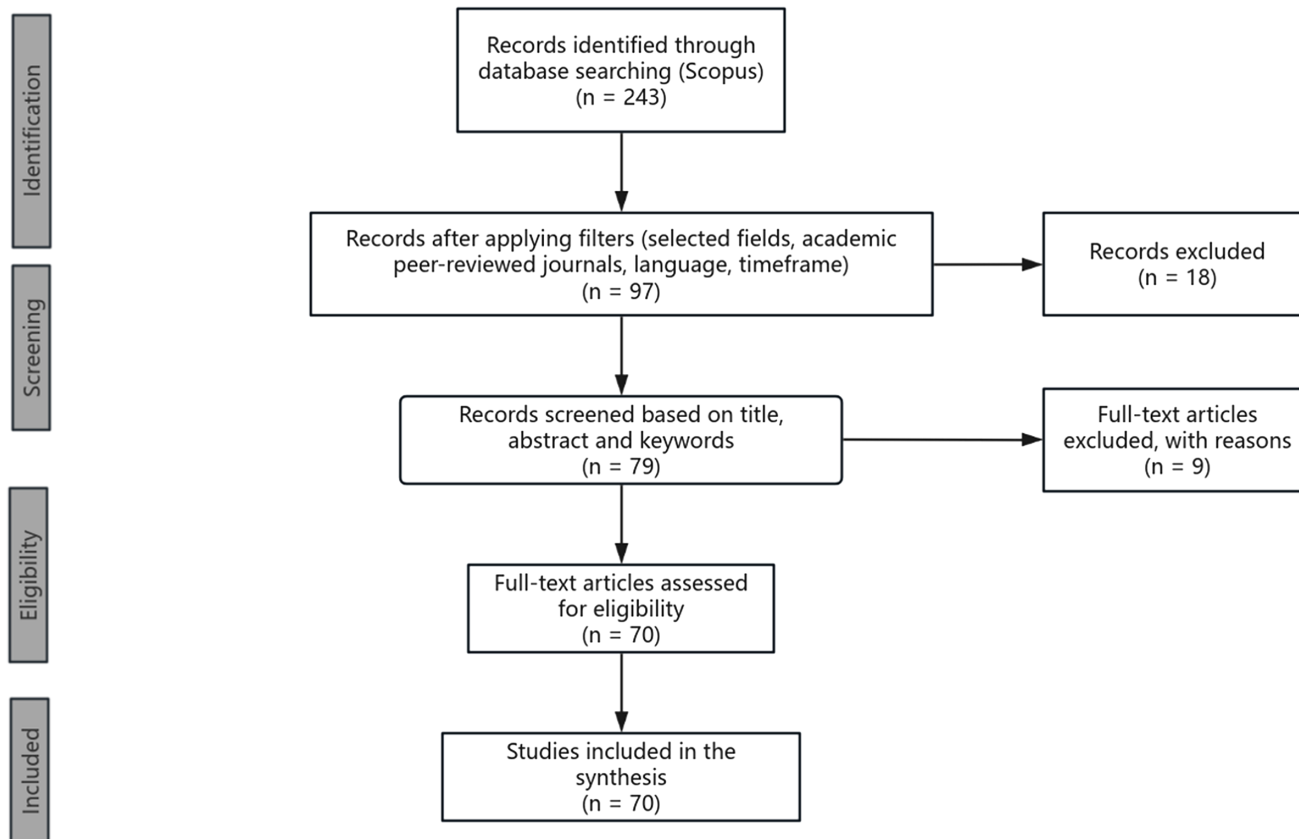 Identification
Records identified through
database searching (Scopus)
(n = 243)
Records after applying filters (selected fields, academic
peer-reviewed journals, language, timeframe)
(n = 97)
Records excluded
(n = 18)
Screening
Records screened based on title,
abstract and keywords
(n = 79)
Full-text articles
excluded, with reasons
(n = 9)
Eligibility
Full-text articles assessed
for eligibility
(n = 70)
Included
Studies included in the
synthesis
(n = 70)